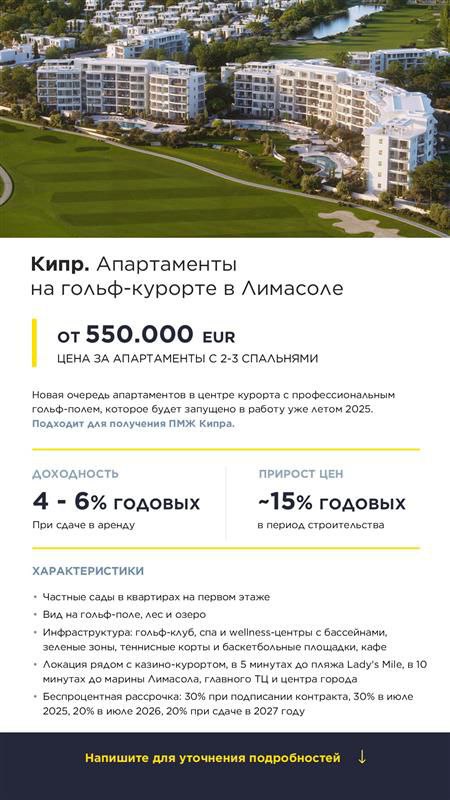 Кипр. Апартаменты
на гольф-курорте в Лимасоле
ОТ 550.000 EUR
ЦЕНА ЗА АПАРТАМЕНТЫ С 2-3 СПАЛЬНЯМИ
Новая очередь апартаментов в центре курорта с профессиональным
гольф-полем, которое будет запущено в работу уже летом 2025.
Подходит для получения ПМЖ Кипра.
ДОХОДНОСТЬ
4 - 6% ГОДОВЫХ
При сдаче в аренду
ПРИРОСТ ЦЕН
~15% ГОДОВЫХ
в период строительства
ХАРАКТЕРИСТИКИ
• Частные сады в квартирах на первом этаже
• Вид на гольф-поле, лес и озеро
• Инфраструктура: гольф-клуб, спа и wellness-центры с бассейнами,
зеленые зоны, теннисные корты и баскетбольные площадки, кафе
• Локация рядом с казино-курортом, в 5 минутах до пляжа Lady's Mile, в 10
минутах до марины Лимасола, главного ТЦ и центра города
• Беспроцентная рассрочка: 30% при подписании контракта, 30% в июле
2025, 20% в июле 2026, 20% при сдаче в 2027 году
Напишите для уточнения подробностей ↓